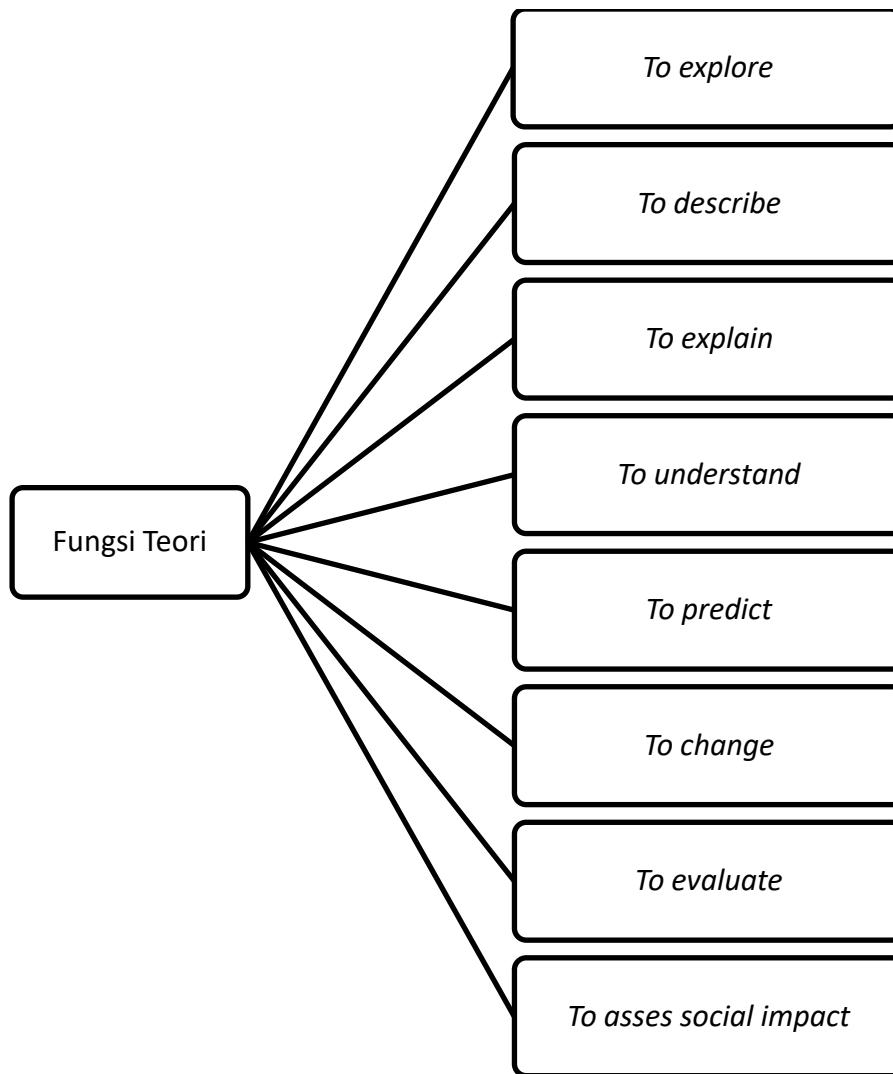 To explore
To describe
To explain
To understand
Fungsi Teori
To predict
To change
To evaluate
To asses social impact